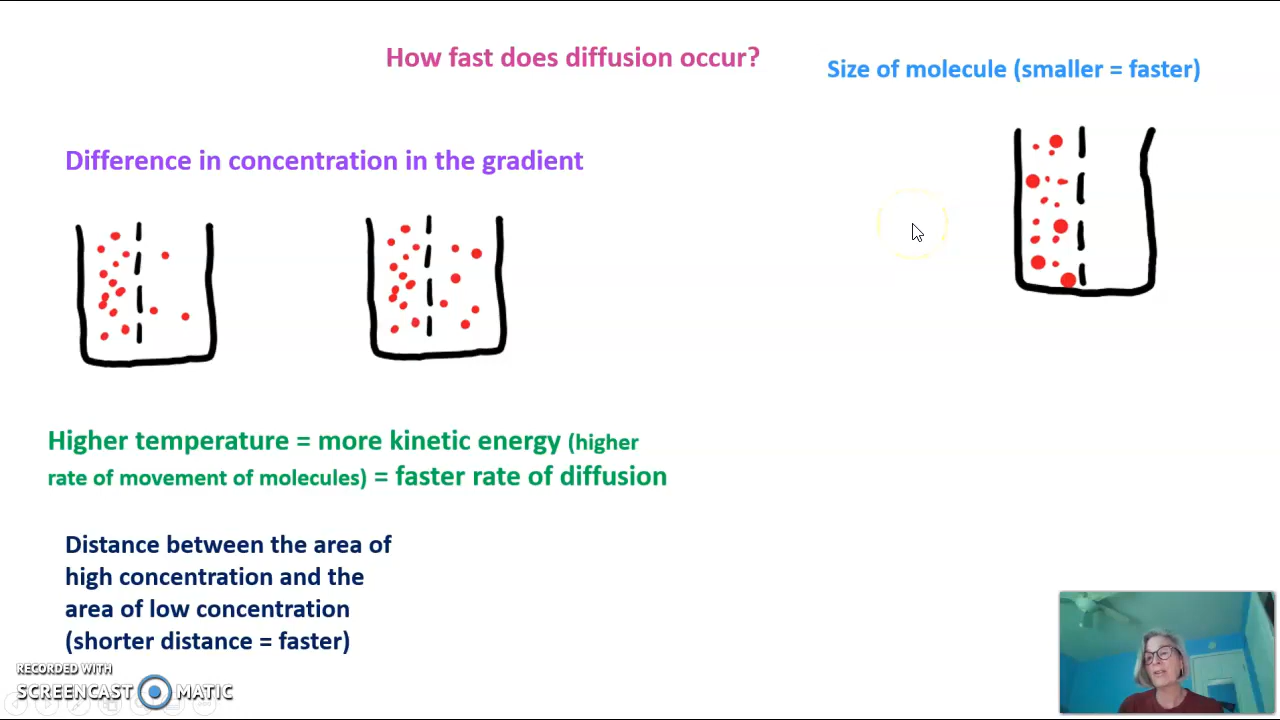 How fast does diffusion occur?
Size of molecule (smaller = faster)
Difference in concentration in the gradient
Higher temperature = more kinetic energy (higher
rate of movement of molecules) = faster rate of diffusion
Distance between the area of
high concentration and the
area of low concentration
(shorter distance = faster)
RECORDED WITH
SCREENCAST MATIC